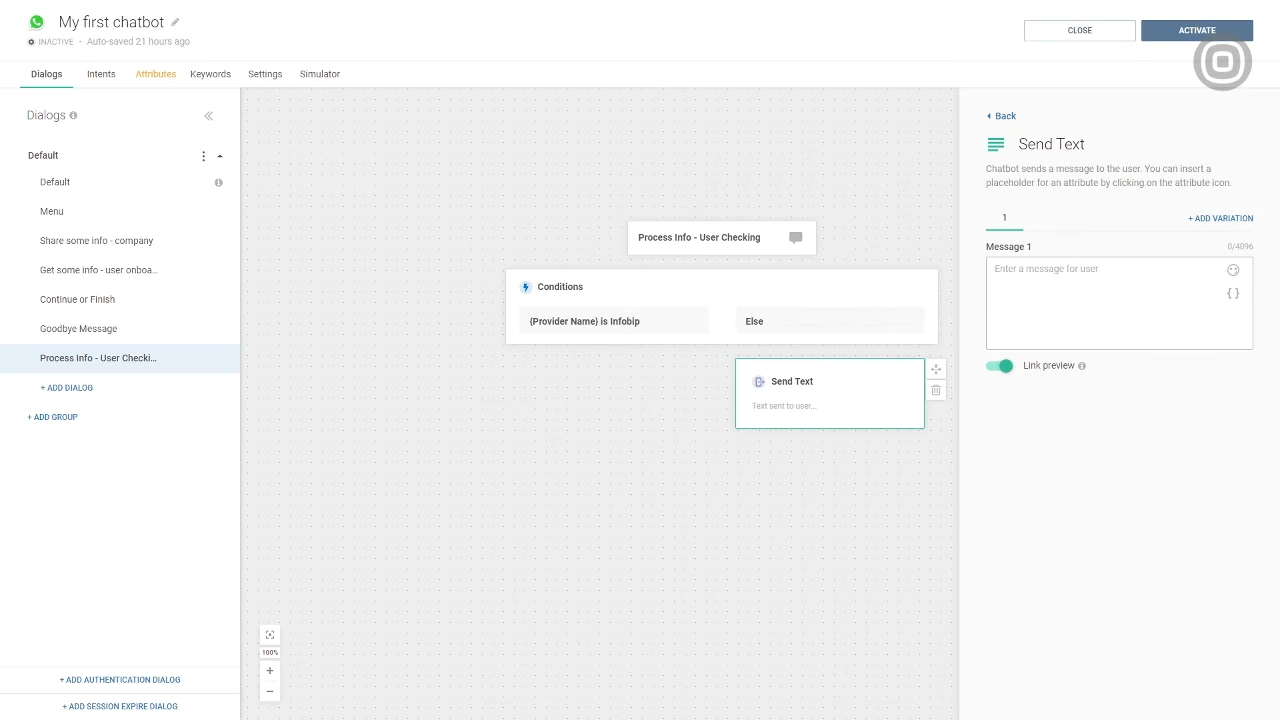 My first chatbot
INACTIVE • Auto-saved 21 hours ago
CLOSE
ACTIVATE
Dialogs
Intents
Attributes
Keywords
Settings
Simulator
Dialogs
Default
Default
Menu
Share some info - company
Get some info - user onboa...
Continue or Finish
Goodbye Message
Process Info - User Checki...
+ ADD DIALOG
+ ADD GROUP
+ ADD AUTHENTICATION DIALOG
+ ADD SESSION EXPIRE DIALOG
Process Info - User Checking
Conditions
{Provider Name} is Infobip
Else
Send Text
Text sent to user...
100%
+
−
Back
Send Text
Chatbot sends a message to the user. You can insert a
placeholder for an attribute by clicking on the attribute icon.
1
+ ADD VARIATION
Message 1
0/4096
Enter a message for user
{ }
Link preview